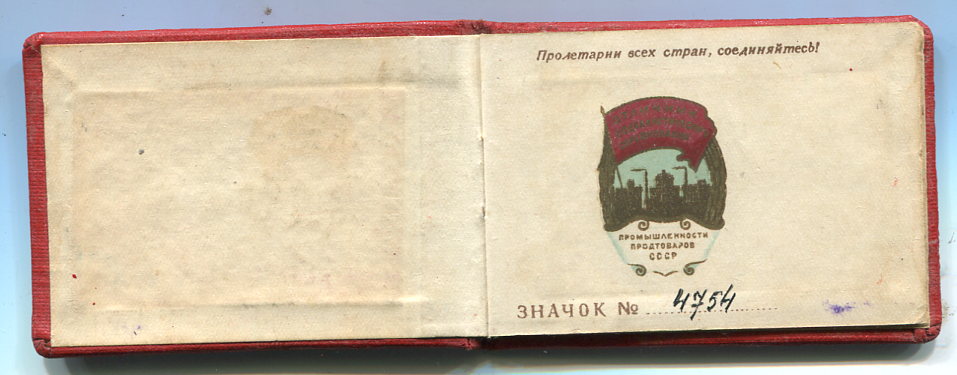 Пролетарии всех стран, соединяйтесь!
ПРОМЫШЛЕННОСТИ
ПРОДТОВАРОВ
СССР
ЗНАЧОК № 4754